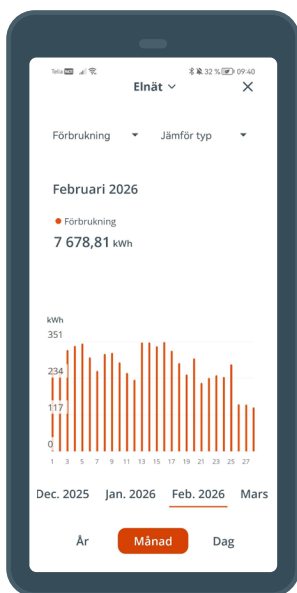 Telia 32 % 09:40
Elnät
Förbrukning Jämför typ
Februari 2026
Förbrukning
7 678,81 kWh
kWh
351
234
117
0
1 3 5 7 9 11 13 15 17 19 21 23 25 27
Dec. 2025 Jan. 2026 Feb. 2026 Mars
År Månad Dag